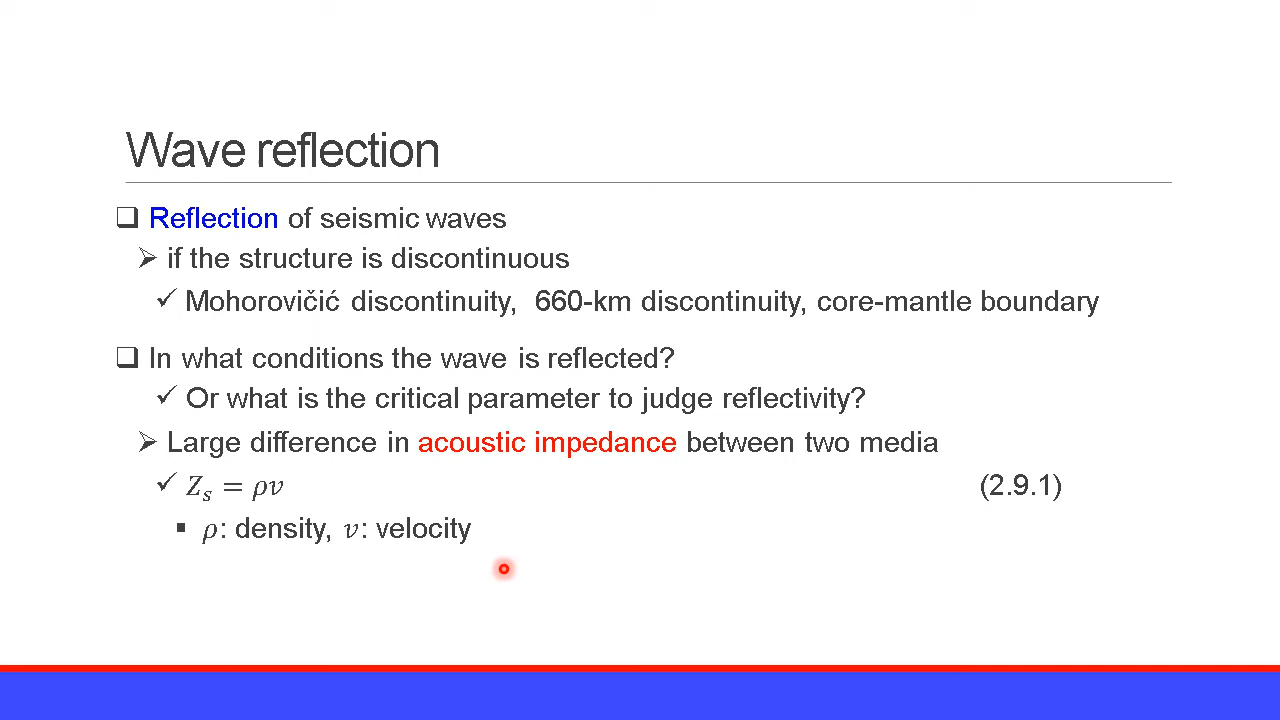 Wave reflection
❑ Reflection of seismic waves
➢ if the structure is discontinuous
✓ Mohorovičić discontinuity, 660-km discontinuity, core-mantle boundary
❑ In what conditions the wave is reflected?
✓ Or what is the critical parameter to judge reflectivity?
➢ Large difference in acoustic impedance between two media
✓ 𝑍ₛ = 𝜌𝑣 (2.9.1)
▪ 𝜌: density, 𝑣: velocity